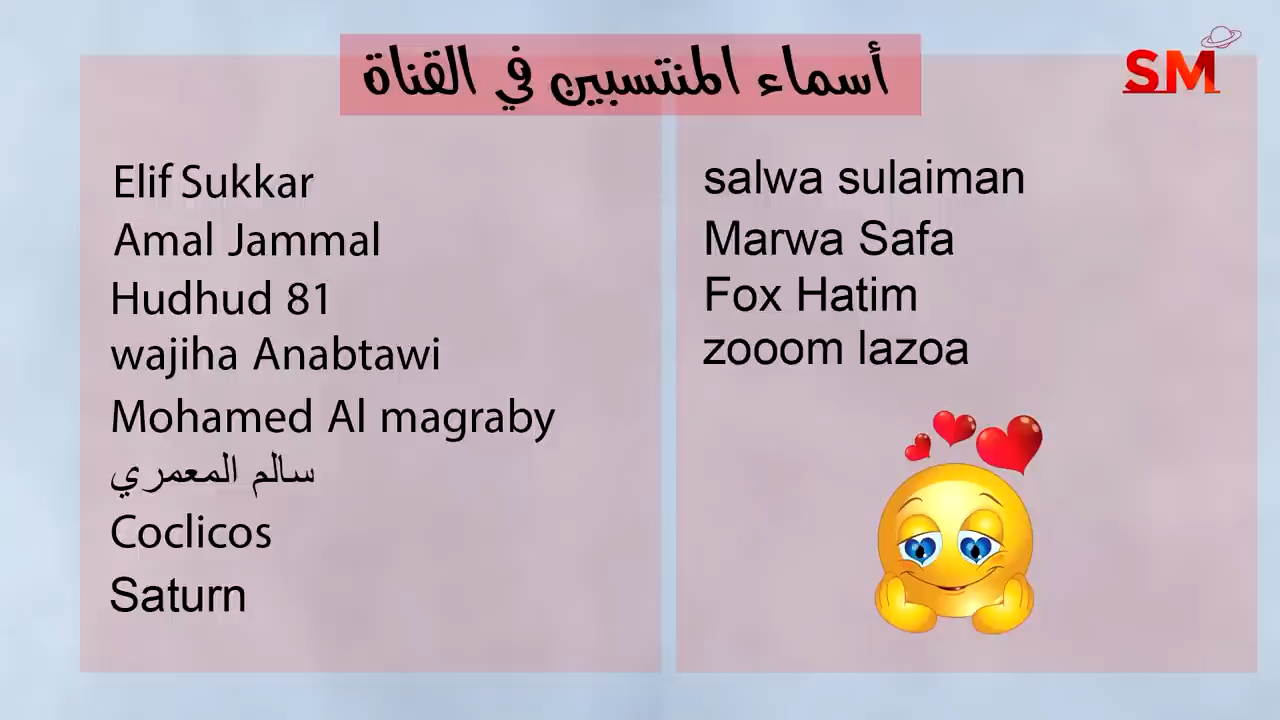 أسماء المنتسبين في القناة
SM
Elif Sukkar
Amal Jammal
Hudhud 81
wajiha Anabtawi
Mohamed Al magraby
سالم المعمري
Coclicos
Saturn
salwa sulaiman
Marwa Safa
Fox Hatim
zooom lazoa